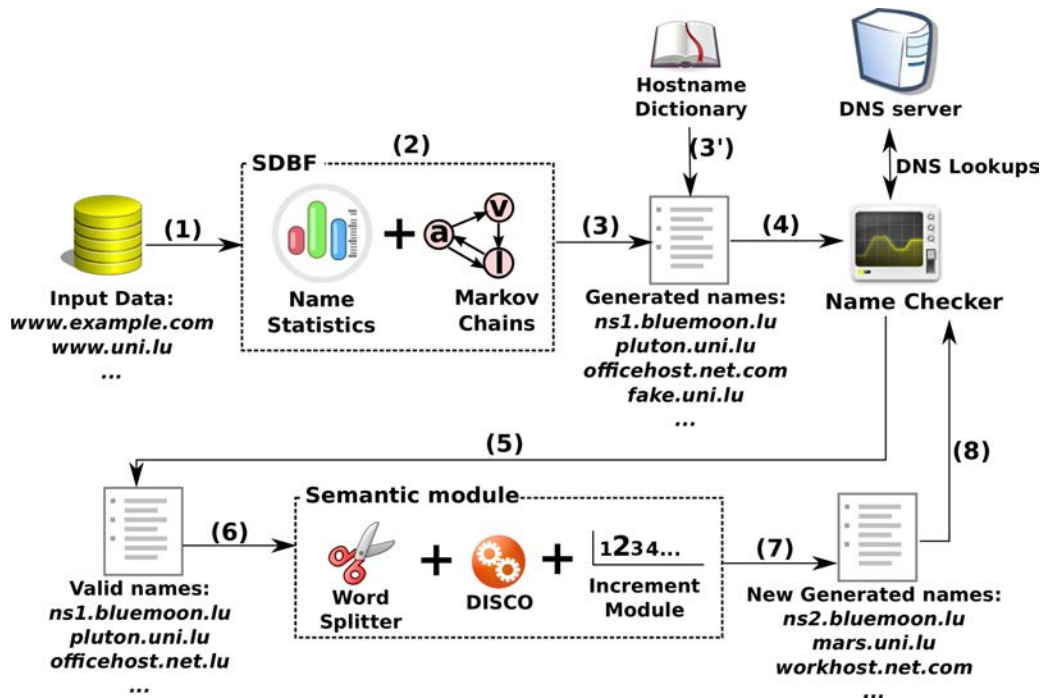 Hostname
Dictionary
DNS server
(2)
(3')
SDBF
DNS Lookups
(1)
v
a
l
(3)
(4)
Input Data:
www.example.com
www.uni.lu
...
Name
Statistics
Markov
Chains
Generated names:
ns1.bluemoon.lu
pluton.uni.lu
officehost.net.com
fake.uni.lu
...
Name Checker
(5)
(8)
Semantic module
(6)
1234...
(7)
Valid names:
ns1.bluemoon.lu
pluton.uni.lu
officehost.net.lu
...
Word
Splitter
DISCO
Increment
Module
New Generated names:
ns2.bluemoon.lu
mars.uni.lu
workhost.net.com
...